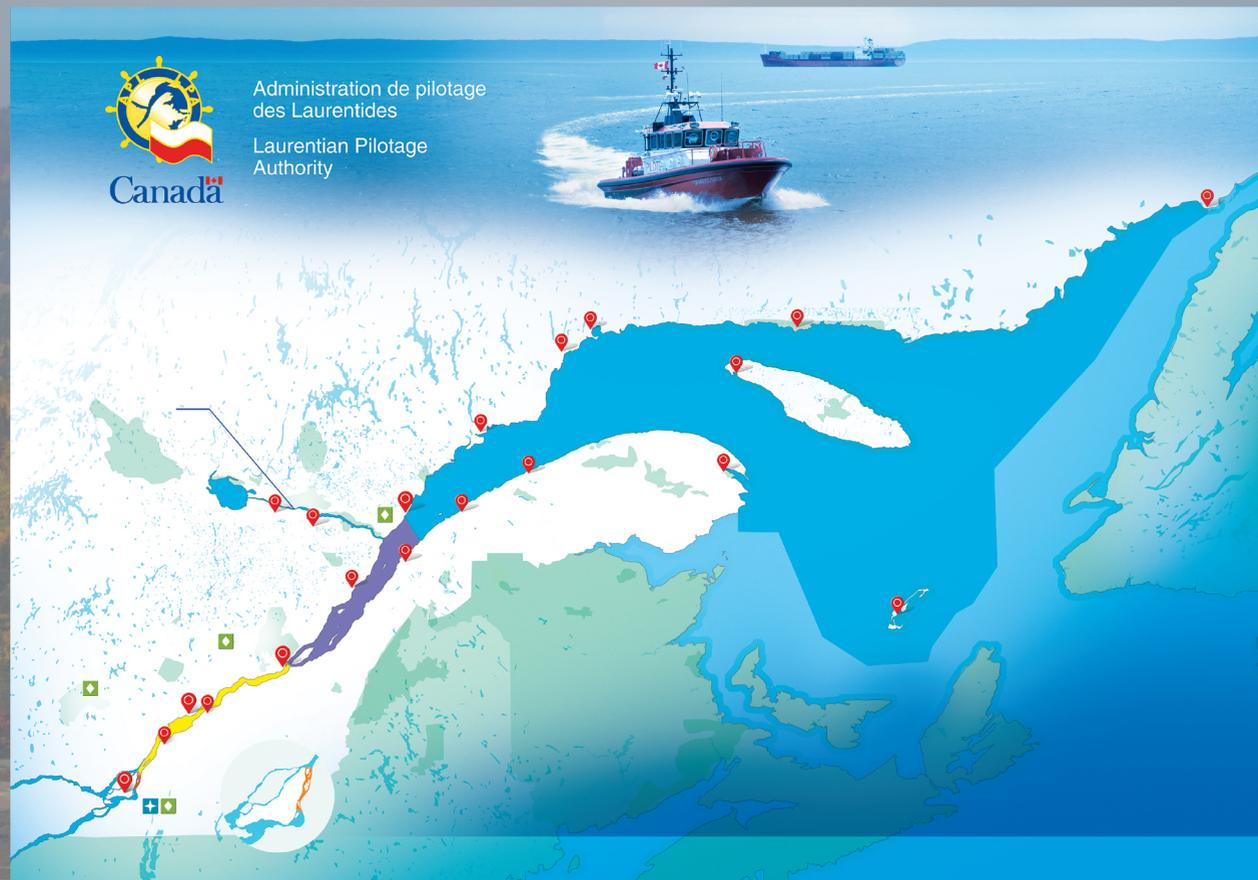 Administration de pilotage
des Laurentides
Laurentian Pilotage
Authority
Canada